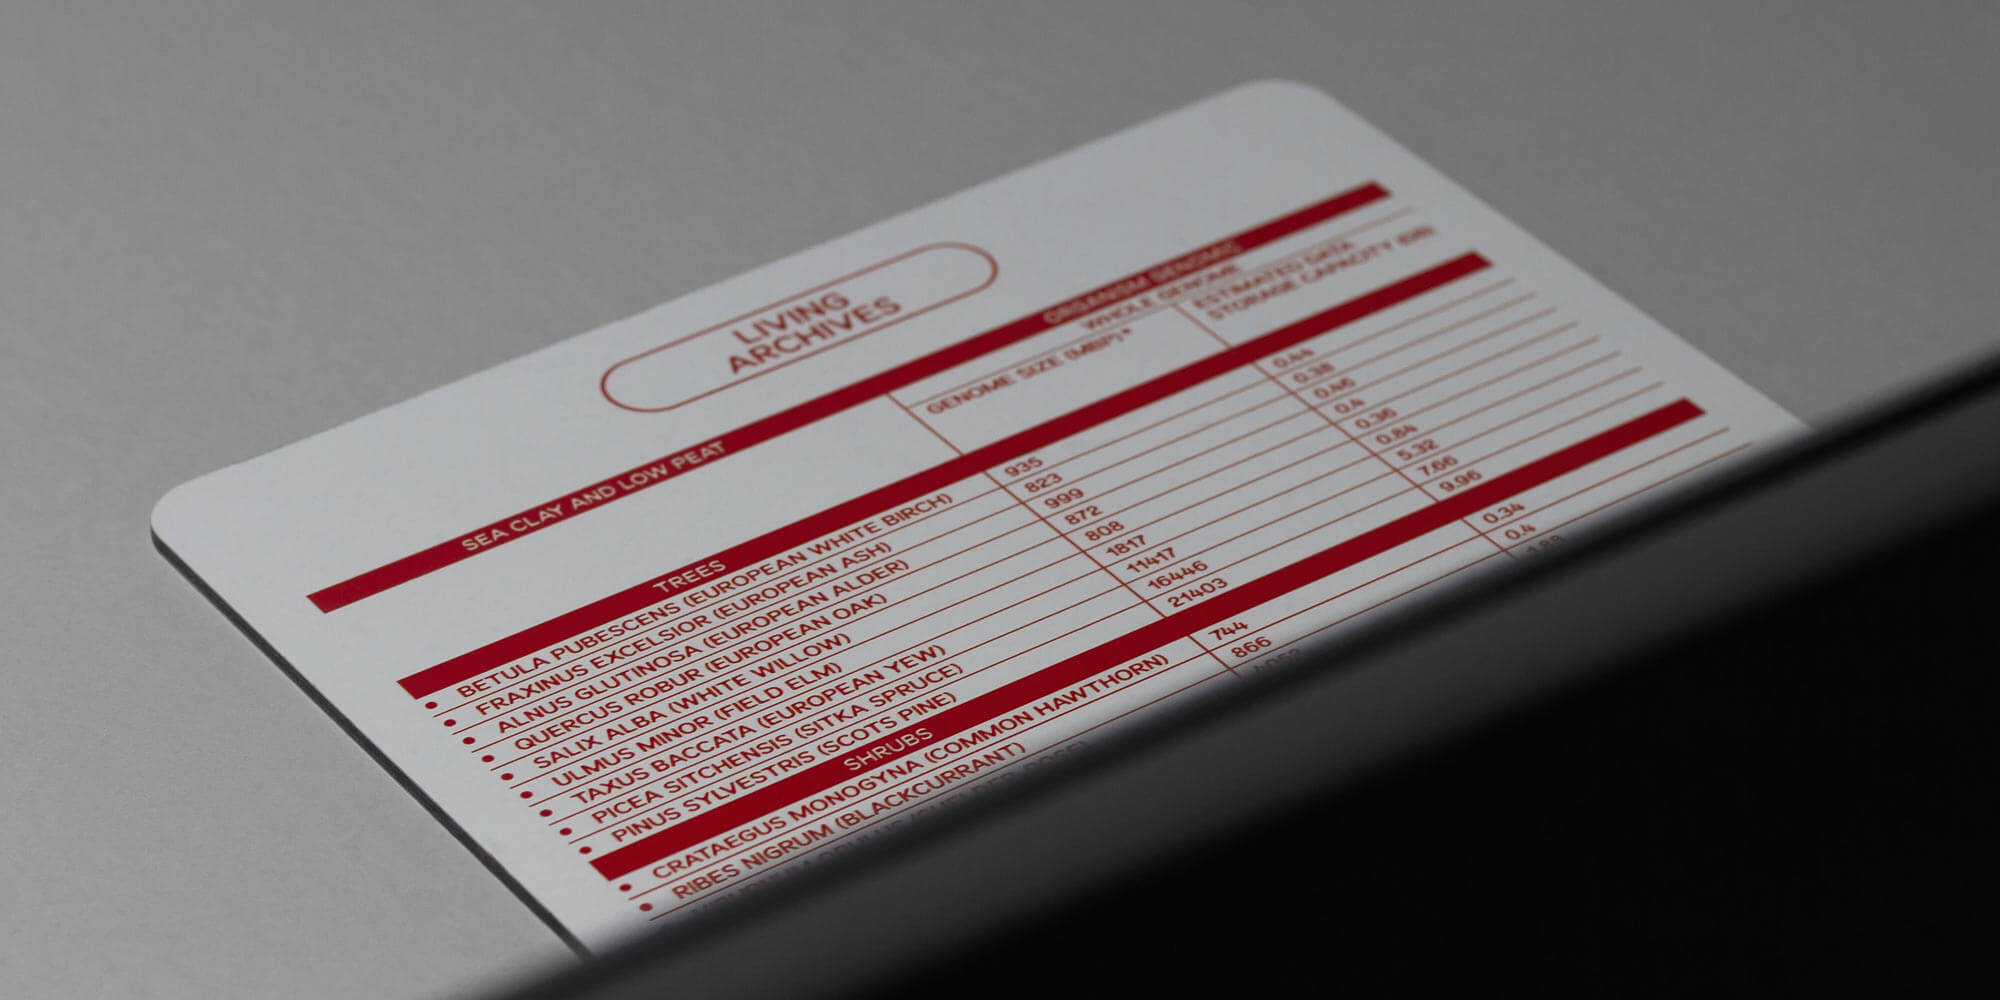 LIVING
ARCHIVES
SEA CLAY AND LOW PEAT
ORGANISM GENOMIC
WHOLE GENOME
GENOME SIZE (MBP)*
ESTIMATED DATA
STORAGE CAPACITY (GB)
TREES
BETULA PUBESCENS (EUROPEAN WHITE BIRCH) 935 0.44
FRAXINUS EXCELSIOR (EUROPEAN ASH) 823 0.38
ALNUS GLUTINOSA (EUROPEAN ALDER) 999 0.46
QUERCUS ROBUR (EUROPEAN OAK) 872 0.4
SALIX ALBA (WHITE WILLOW) 808 0.36
ULMUS MINOR (FIELD ELM) 1817 0.84
TAXUS BACCATA (EUROPEAN YEW) 11417 5.32
PICEA SITCHENSIS (SITKA SPRUCE) 16446 7.66
PINUS SYLVESTRIS (SCOTS PINE) 21403 9.96
SHRUBS
CRATAEGUS MONOGYNA (COMMON HAWTHORN) 744 0.34
RIBES NIGRUM (BLACKCURRANT) 866 0.4